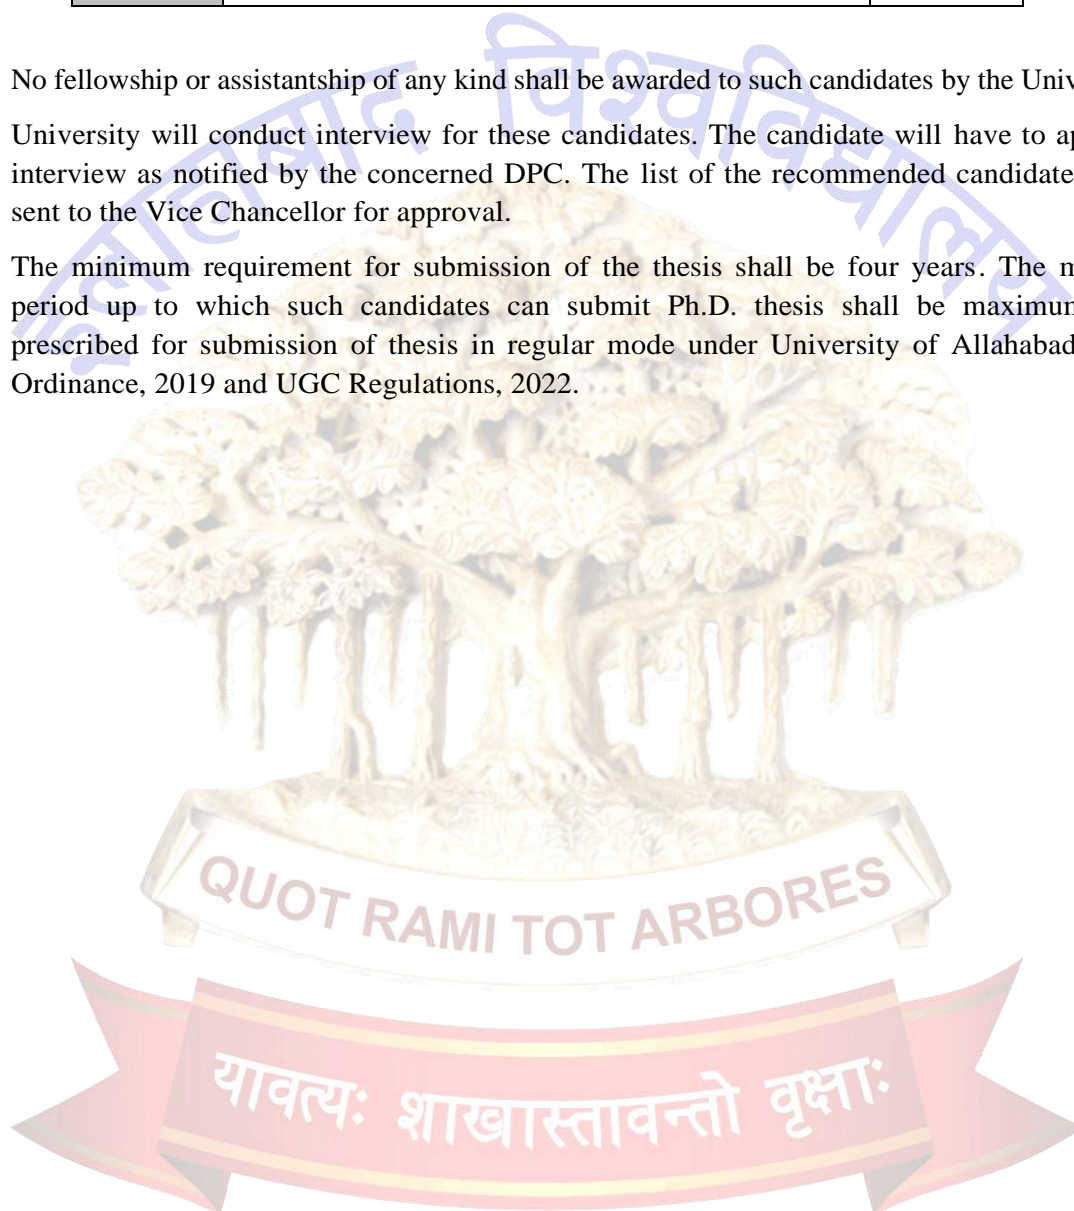 इलाहाबाद विश्वविद्यालय
No fellowship or assistantship of any kind shall be awarded to such candidates by the Univ
University will conduct interview for these candidates. The candidate will have to ap
interview as notified by the concerned DPC. The list of the recommended candidate
sent to the Vice Chancellor for approval.
The minimum requirement for submission of the thesis shall be four years. The m
period up to which such candidates can submit Ph.D. thesis shall be maximum
prescribed for submission of thesis in regular mode under University of Allahabad
Ordinance, 2019 and UGC Regulations, 2022.
QUOT RAMI TOT ARBORES
यावत्यः शाखास्तावन्तो वृक्षाः